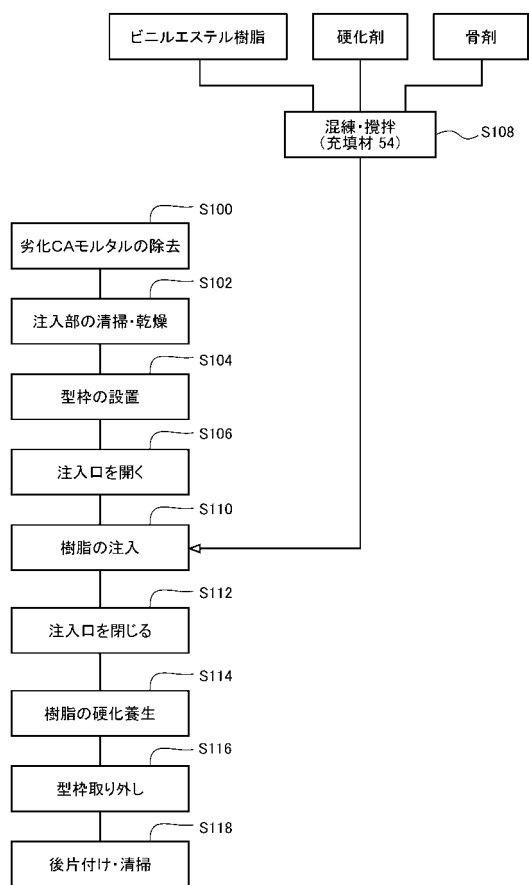 ビニルエステル樹脂
硬化剤
骨剤
混練・攪拌
(充填材 54)
S108
S100
劣化CAモルタルの除去
S102
注入部の清掃・乾燥
S104
型枠の設置
S106
注入口を開く
S110
樹脂の注入
S112
注入口を閉じる
S114
樹脂の硬化養生
S116
型枠取り外し
S118
後片付け・清掃